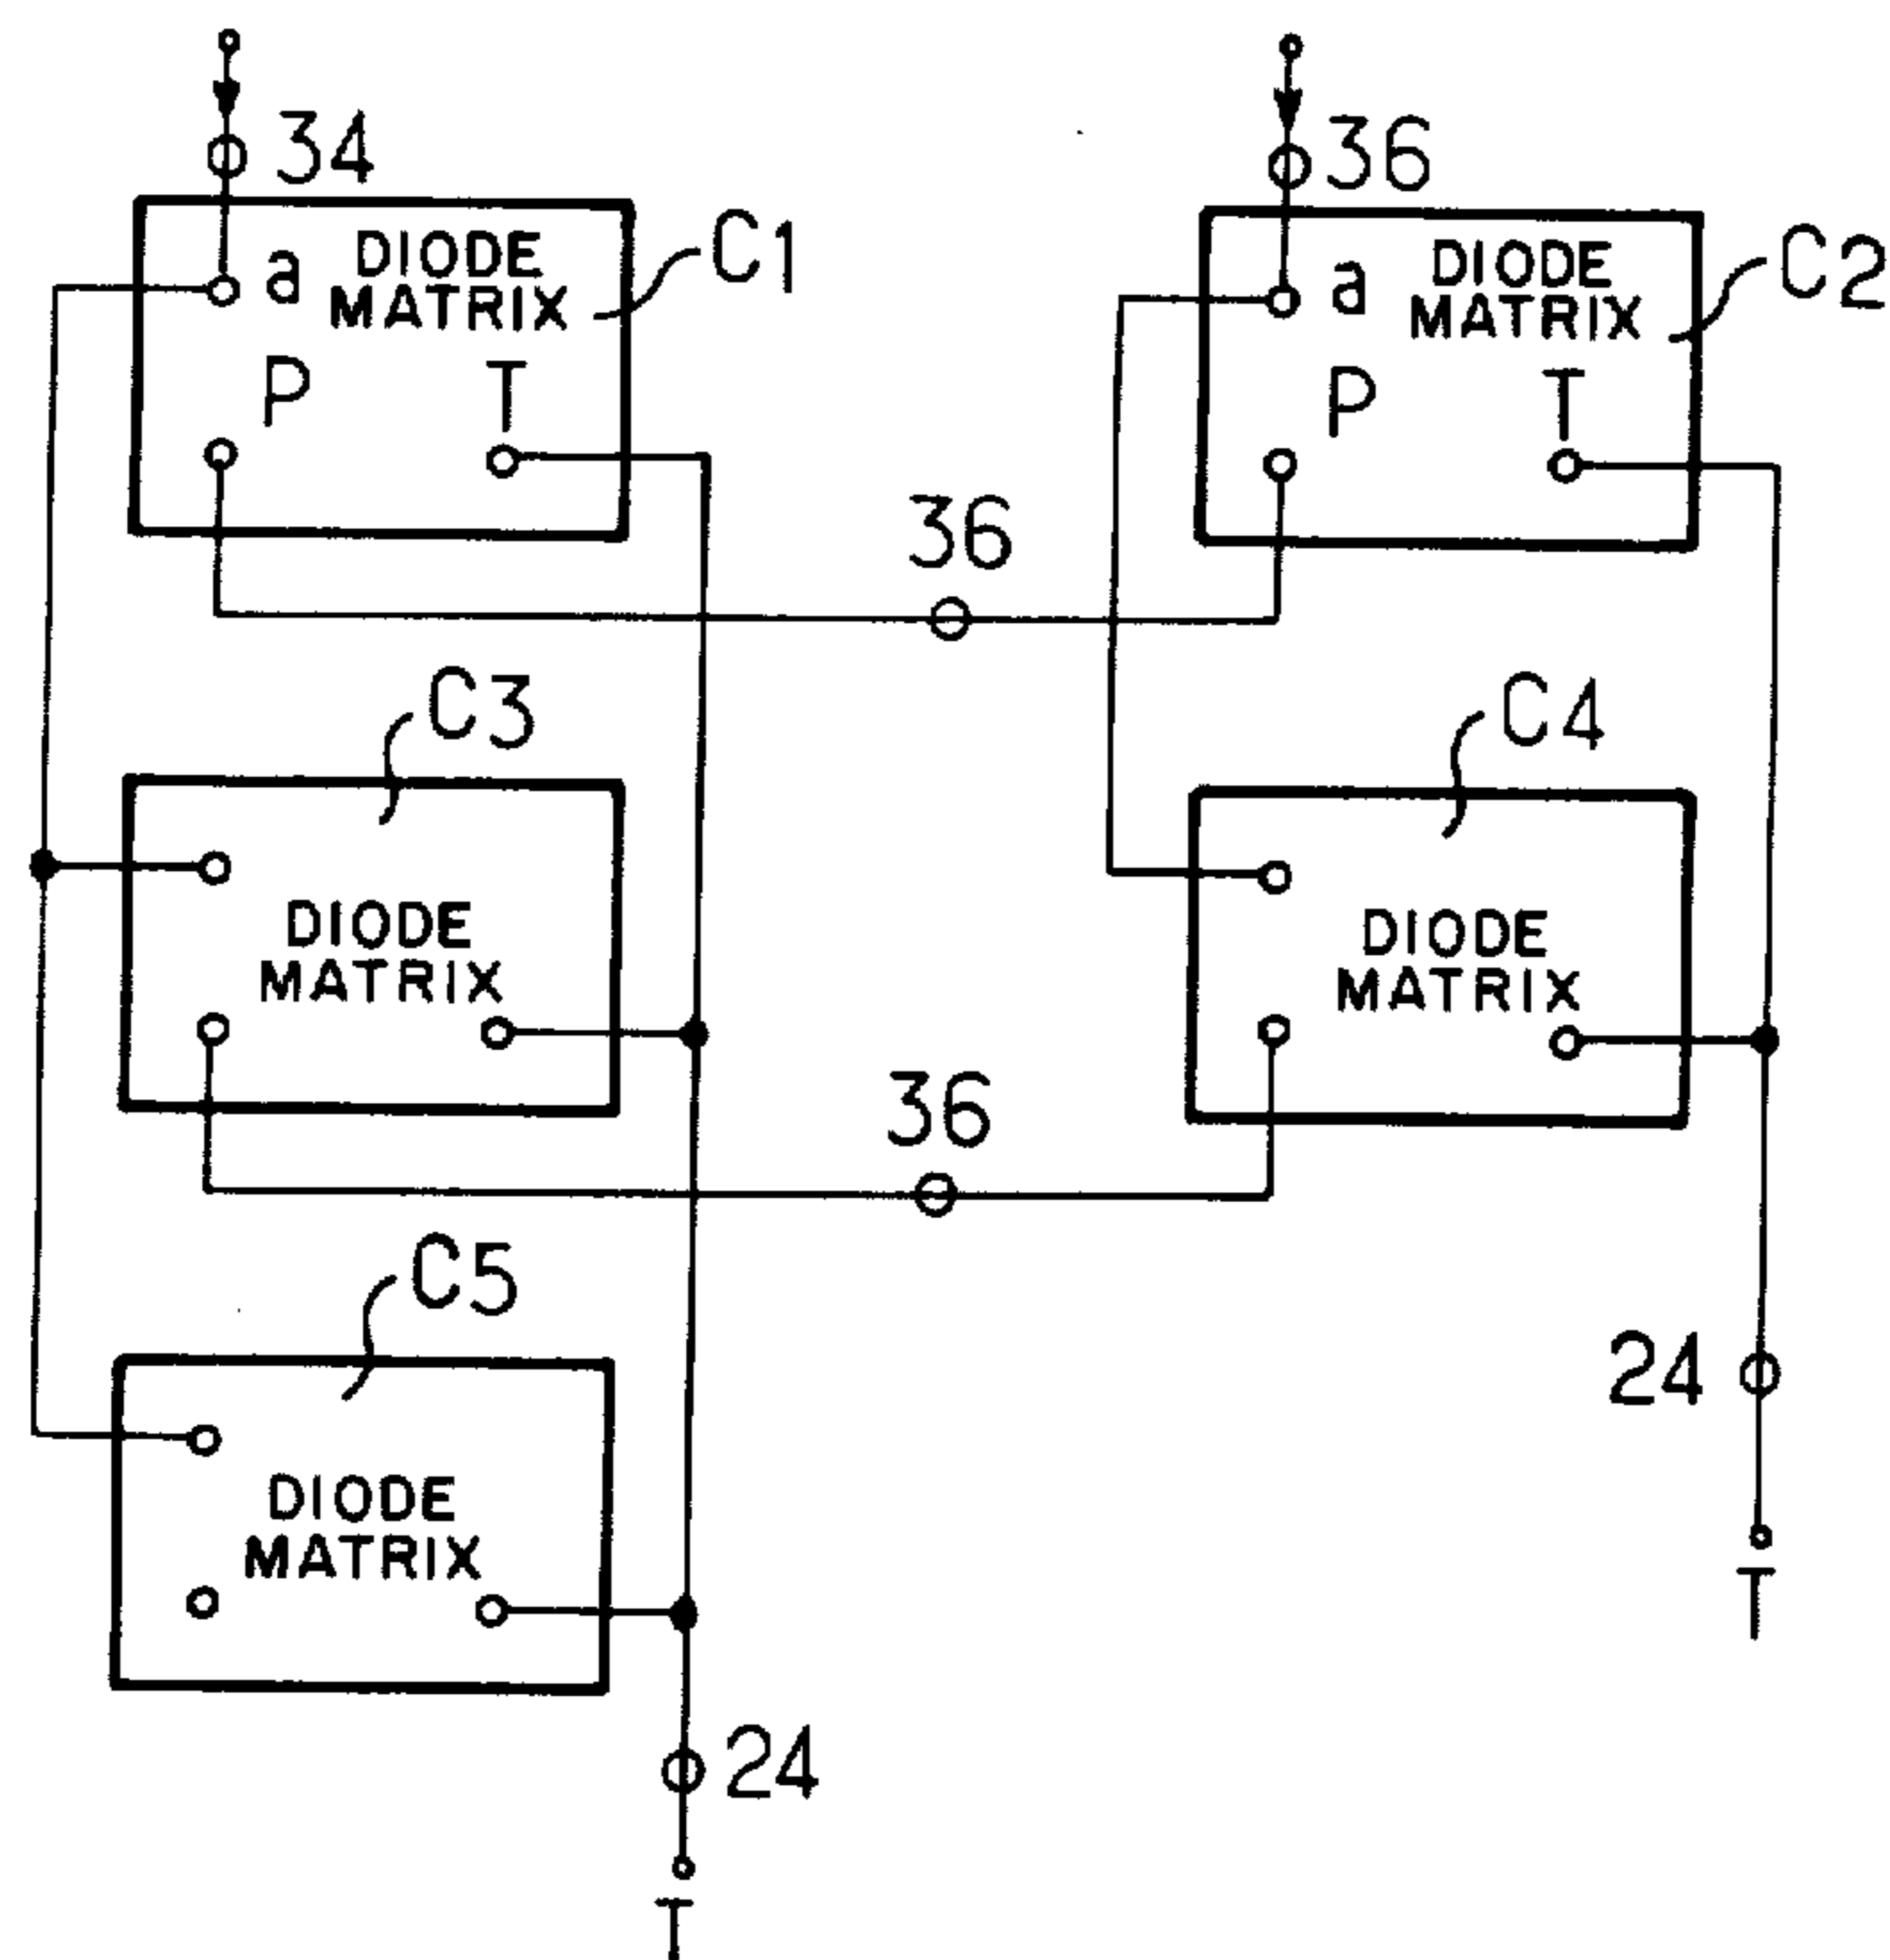 34
36
a DIODE
MATRIX
C1
P T
a DIODE
MATRIX
C2
P T
36
C3
DIODE
MATRIX
C4
DIODE
MATRIX
36
C5
DIODE
MATRIX
24
T
24
T